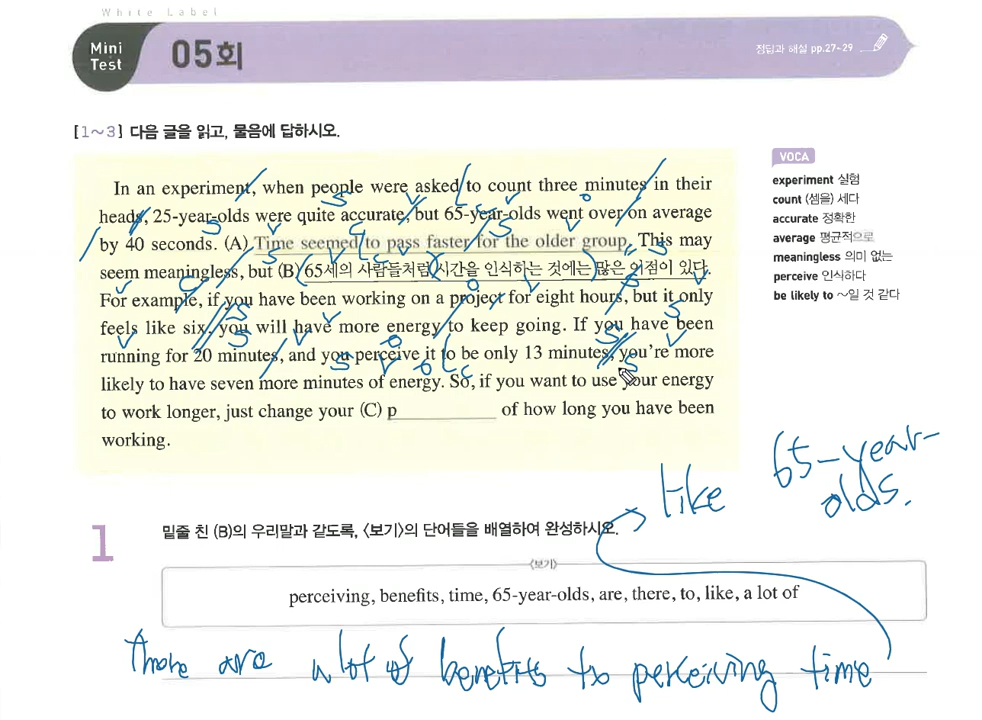 White Label
Mini Test
05회
정답과 해설 pp.27~29
[1~3] 다음 글을 읽고, 물음에 답하시오.
In an experiment, when people were asked to count three minutes in their
heads, 25-year-olds were quite accurate, but 65-year-olds went over on average
by 40 seconds. (A) Time seemed to pass faster for the older group. This may
seem meaningless, but (B) 65세의 사람들처럼 시간을 인식하는 것에는 많은 이점이 있다.
For example, if you have been working on a project for eight hours, but it only
feels like six, you will have more energy to keep going. If you have been
running for 20 minutes, and you perceive it to be only 13 minutes, you're more
likely to have seven more minutes of energy. So, if you want to use your energy
to work longer, just change your (C) p__________ of how long you have been
working.
VOCA
experiment 실험
count (셈을) 세다
accurate 정확한
average 평균적으로
meaningless 의미 없는
perceive 인식하다
be likely to ~일 것 같다
like 65-year-
olds.
1
밑줄 친 (B)의 우리말과 같도록, <보기>의 단어들을 배열하여 완성하시오.
<보기>
perceiving, benefits, time, 65-year-olds, are, there, to, like, a lot of
there are a lot of benefits to perceiving time